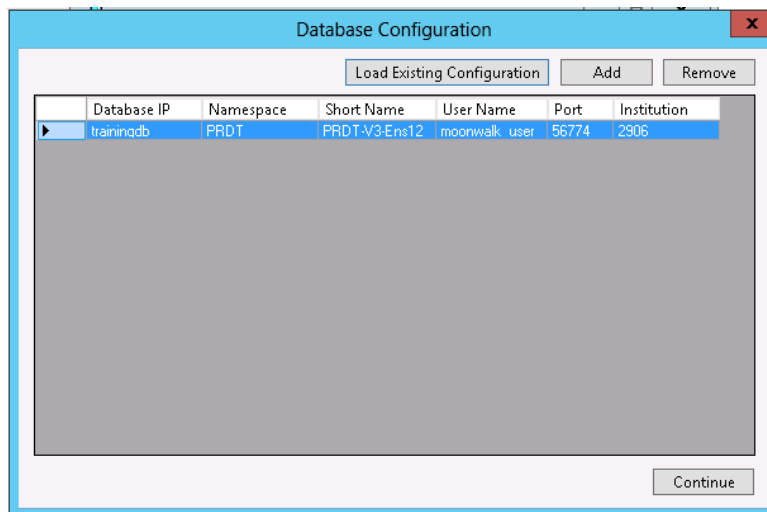 Database Configuration
x
Load Existing Configuration Add Remove
Database IP Namespace Short Name User Name Port Institution
trainingdb PRDT PRDT-V3-Ens12 moonwalk_user 56774 2906
Continue